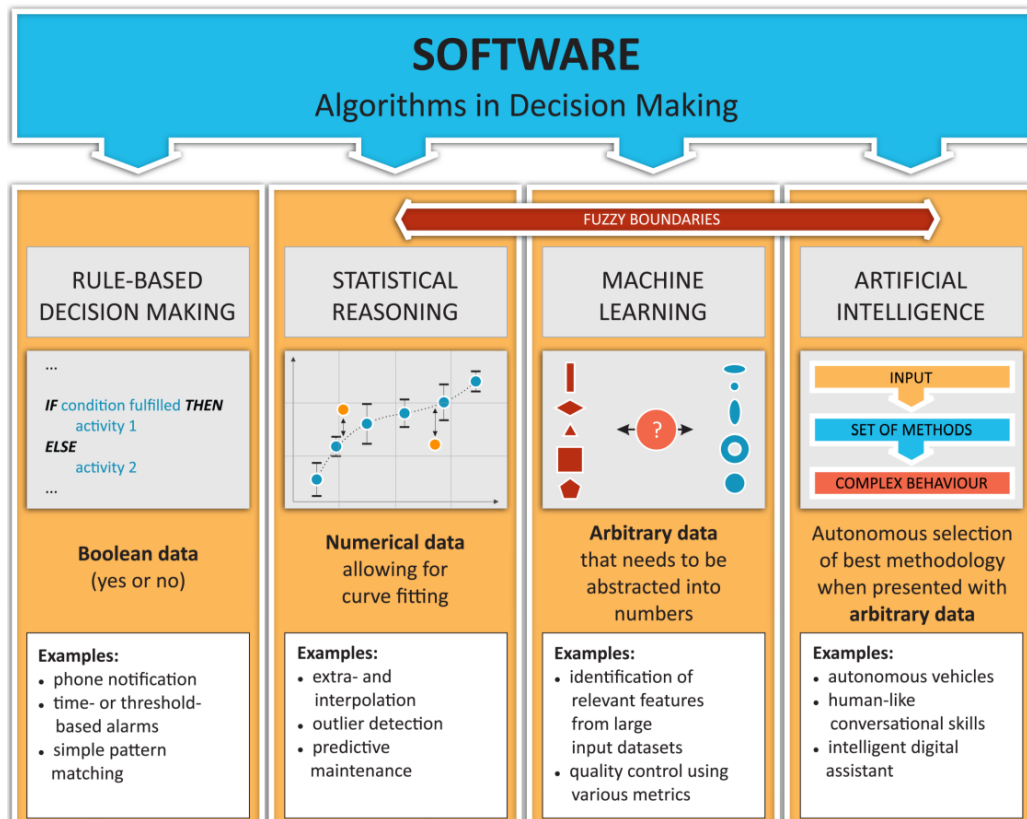 SOFTWARE
Algorithms in Decision Making
FUZZY BOUNDARIES
RULE-BASED
DECISION MAKING
...
IF condition fulfilled THEN
activity 1
ELSE
activity 2
...
Boolean data
(yes or no)
Examples:
• phone notification
• time- or threshold-
based alarms
• simple pattern
matching
STATISTICAL
REASONING
Numerical data
allowing for
curve fitting
Examples:
• extra- and
interpolation
• outlier detection
• predictive
maintenance
MACHINE
LEARNING
?
Arbitrary data
that needs to be
abstracted into
numbers
Examples:
• identification of
relevant features
from large
input datasets
• quality control using
various metrics
ARTIFICIAL
INTELLIGENCE
INPUT
SET OF METHODS
COMPLEX BEHAVIOUR
Autonomous selection
of best methodology
when presented with
arbitrary data
Examples:
• autonomous vehicles
• human-like
conversational skills
• intelligent digital
assistant